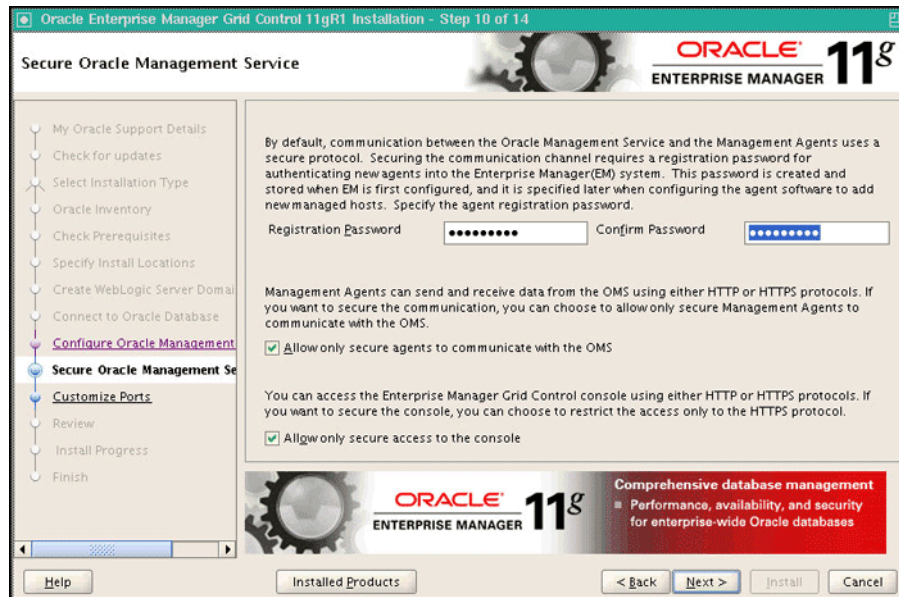 Oracle Enterprise Manager Grid Control 11gR1 Installation - Step 10 of 14
Secure Oracle Management Service
ORACLE
ENTERPRISE MANAGER 11g
My Oracle Support Details
Check for updates
Select Installation Type
Oracle Inventory
Check Prerequisites
Specify Install Locations
Create WebLogic Server Domai
Connect to Oracle Database
Configure Oracle Management
Secure Oracle Management Se
Customize Ports
Review
Install Progress
Finish
By default, communication between the Oracle Management Service and the Management Agents uses a
secure protocol. Securing the communication channel requires a registration password for
authenticating new agents into the Enterprise Manager(EM) system. This password is created and
stored when EM is first configured, and it is specified later when configuring the agent software to add
new managed hosts. Specify the agent registration password.
Registration Password
Confirm Password
Management Agents can send and receive data from the OMS using either HTTP or HTTPS protocols. If
you want to secure the communication, you can choose to allow only secure Management Agents to
communicate with the OMS.
Allow only secure agents to communicate with the OMS
You can access the Enterprise Manager Grid Control console using either HTTP or HTTPS protocols. If
you want to secure the console, you can choose to restrict the access only to the HTTPS protocol.
Allow only secure access to the console
ORACLE
ENTERPRISE MANAGER 11g
Comprehensive database management
Performance, availability, and security
for enterprise-wide Oracle databases
Help
Installed Products
< Back
Next >
Install
Cancel